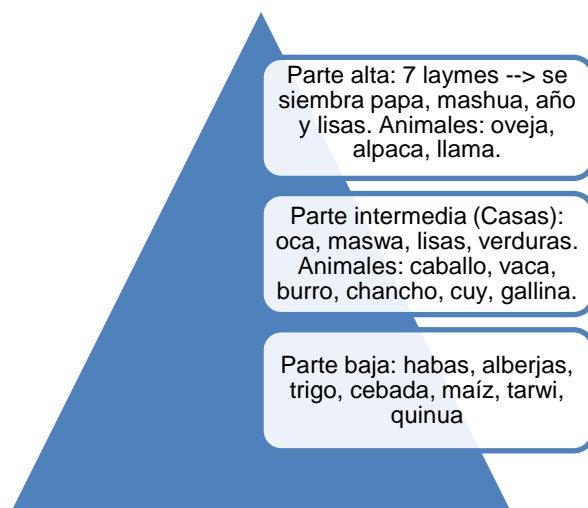 Parte alta: 7 laymes --> se
siembra papa, mashua, año
y lisas. Animales: oveja,
alpaca, llama.
Parte intermedia (Casas):
oca, maswa, lisas, verduras.
Animales: caballo, vaca,
burro, chancho, cuy, gallina.
Parte baja: habas, alberjas,
trigo, cebada, maíz, tarwi,
quinua